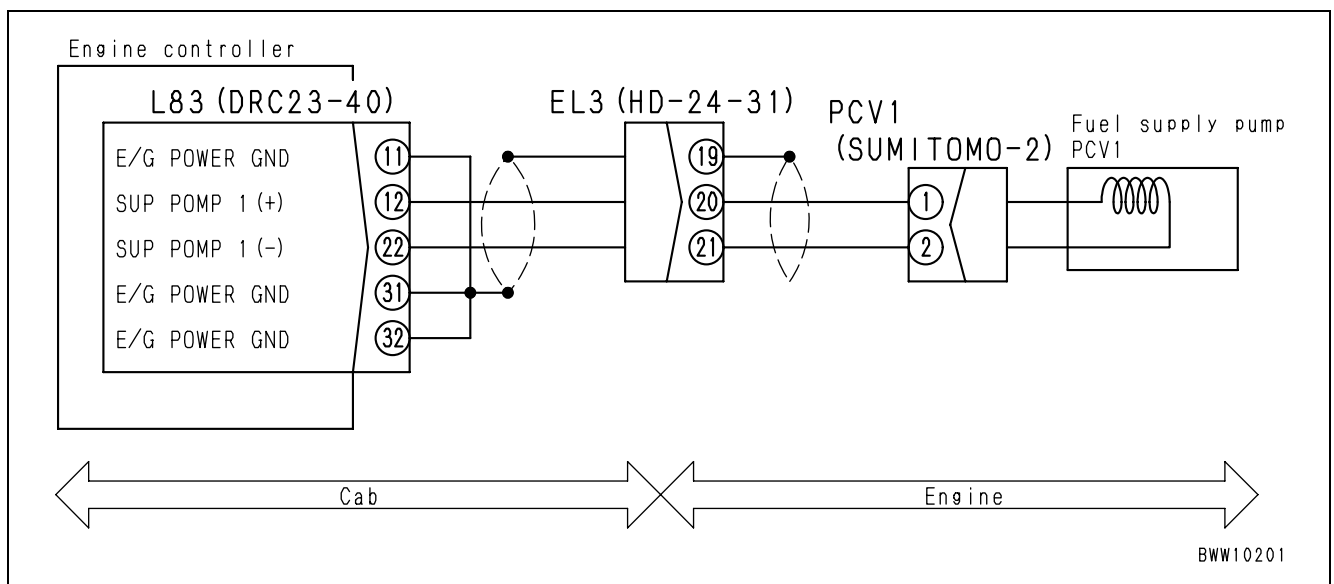 Engine controller
L83 (DRC23-40)
E/G POWER GND
SUP POMP 1 (+)
SUP POMP 1 (-)
E/G POWER GND
E/G POWER GND
11
12
22
31
32
EL3 (HD-24-31)
19
20
21
PCV1
(SUMITOMO-2)
1
2
Fuel supply pump
PCV1
Cab
Engine
BWW10201